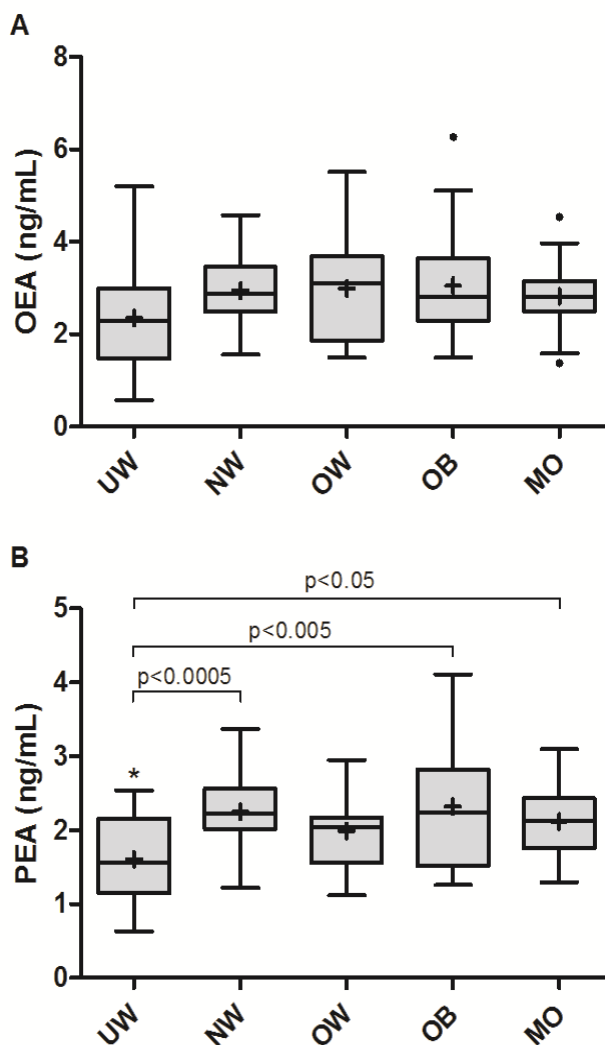 A
OEA (ng/mL)
8
6
4
2
0
UW NW OW OB MO
B
PEA (ng/mL)
p<0.05
p<0.005
p<0.0005
*
5
4
3
2
1
0
UW NW OW OB MO